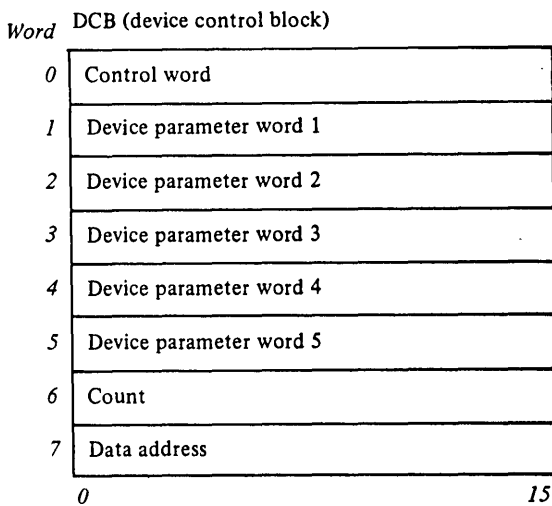 Word DCB (device control block)
0 Control word
1 Device parameter word 1
2 Device parameter word 2
3 Device parameter word 3
4 Device parameter word 4
5 Device parameter word 5
6 Count
7 Data address
0 15